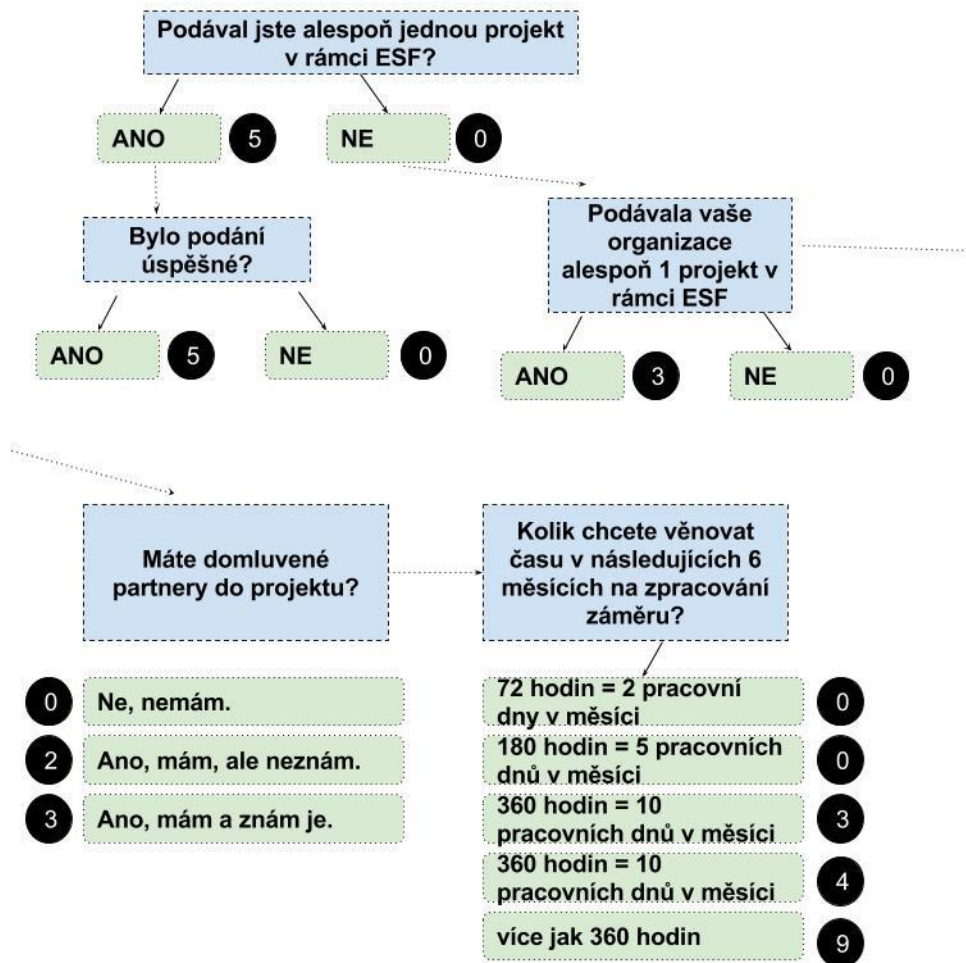 Podával jste alespoň jednou projekt
v rámci ESF?
ANO 5 NE 0
Bylo podání
úspěšné?
ANO 5 NE 0
Podávala vaše
organizace
alespoň 1 projekt v
rámci ESF
ANO 3 NE 0
Máte domluvené
partnery do projektu?
0 Ne, nemám.
2 Ano, mám, ale neznám.
3 Ano, mám a znám je.
Kolik chcete věnovat
času v následujících 6
měsících na zpracování
záměru?
72 hodin = 2 pracovní
dny v měsíci 0
180 hodin = 5 pracovních
dnů v měsíci 0
360 hodin = 10
pracovních dnů v měsíci 3
360 hodin = 10
pracovních dnů v měsíci 4
více jak 360 hodin 9